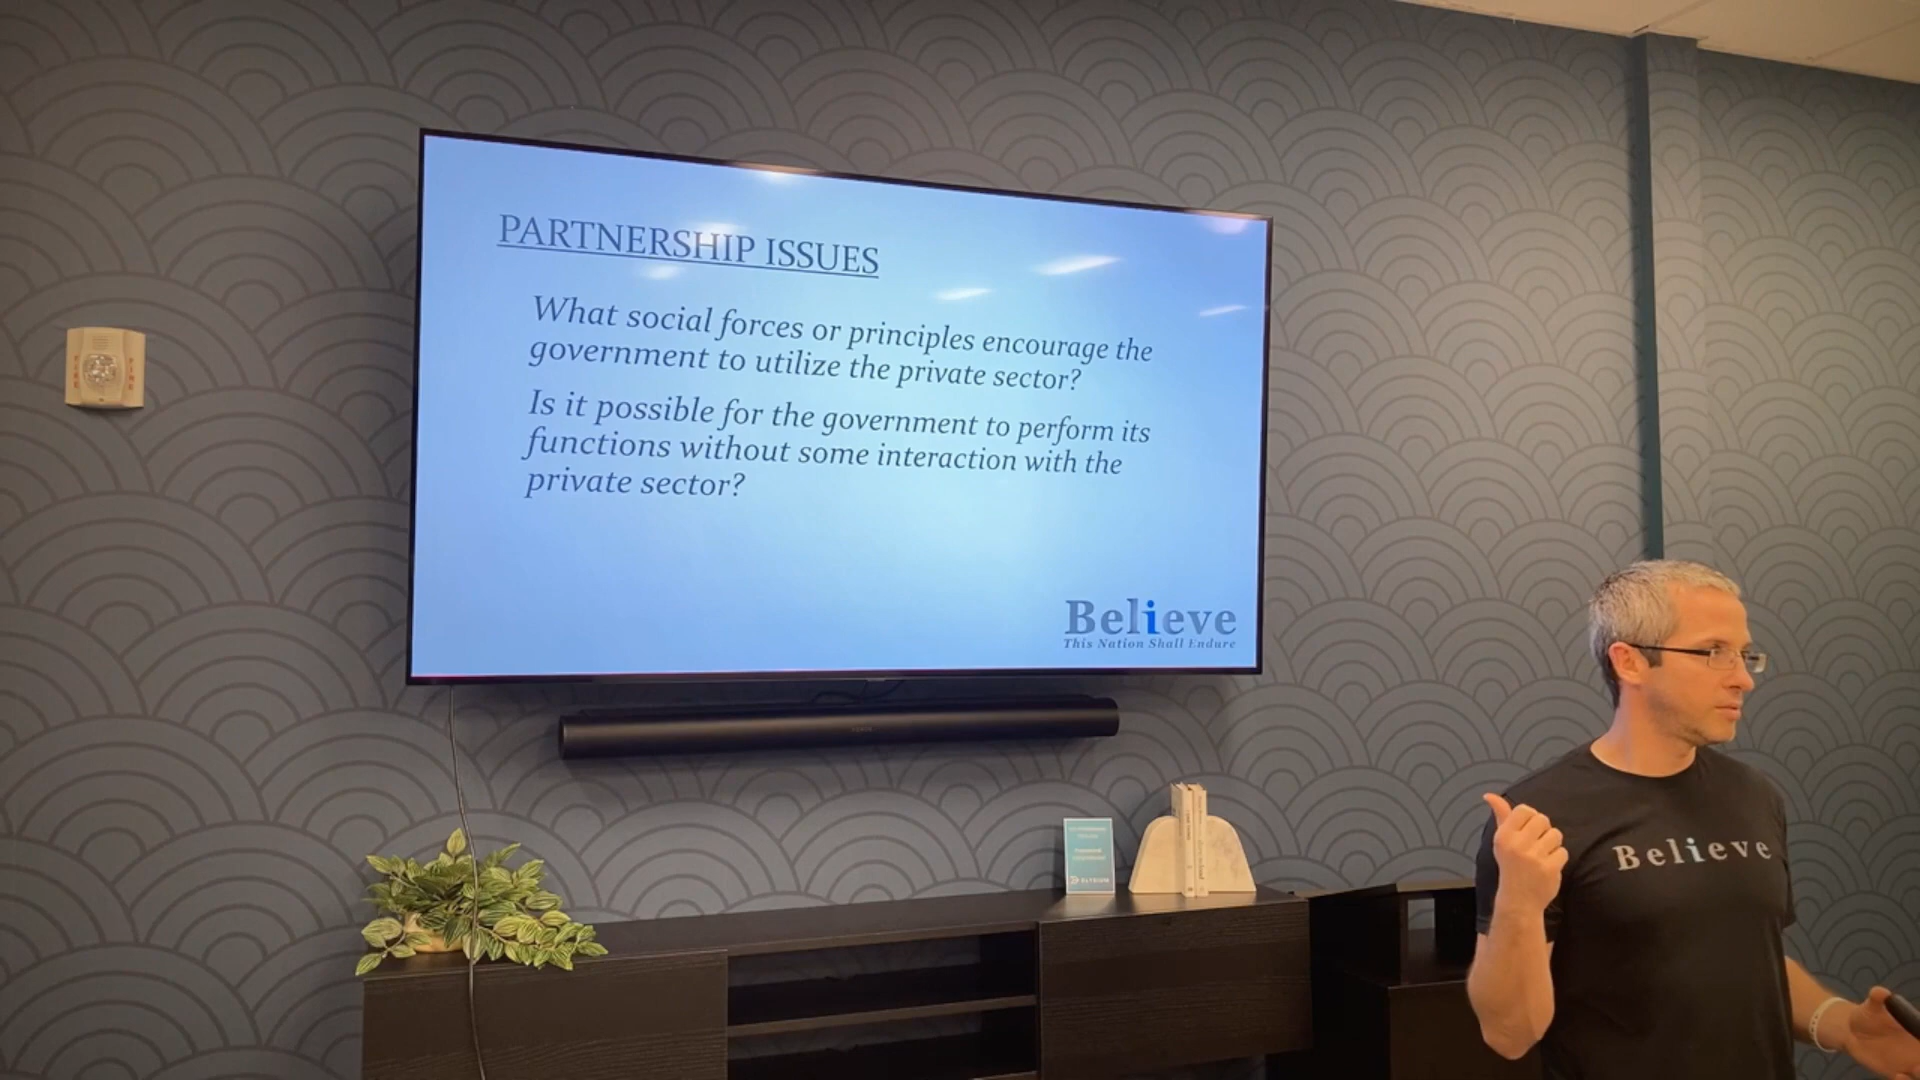 PARTNERSHIP ISSUES
What social forces or principles encourage the
government to utilize the private sector?
Is it possible for the government to perform its
functions without some interaction with the
private sector?
Believe
This Nation Shall Endure
FIRE
FIRE
Believe